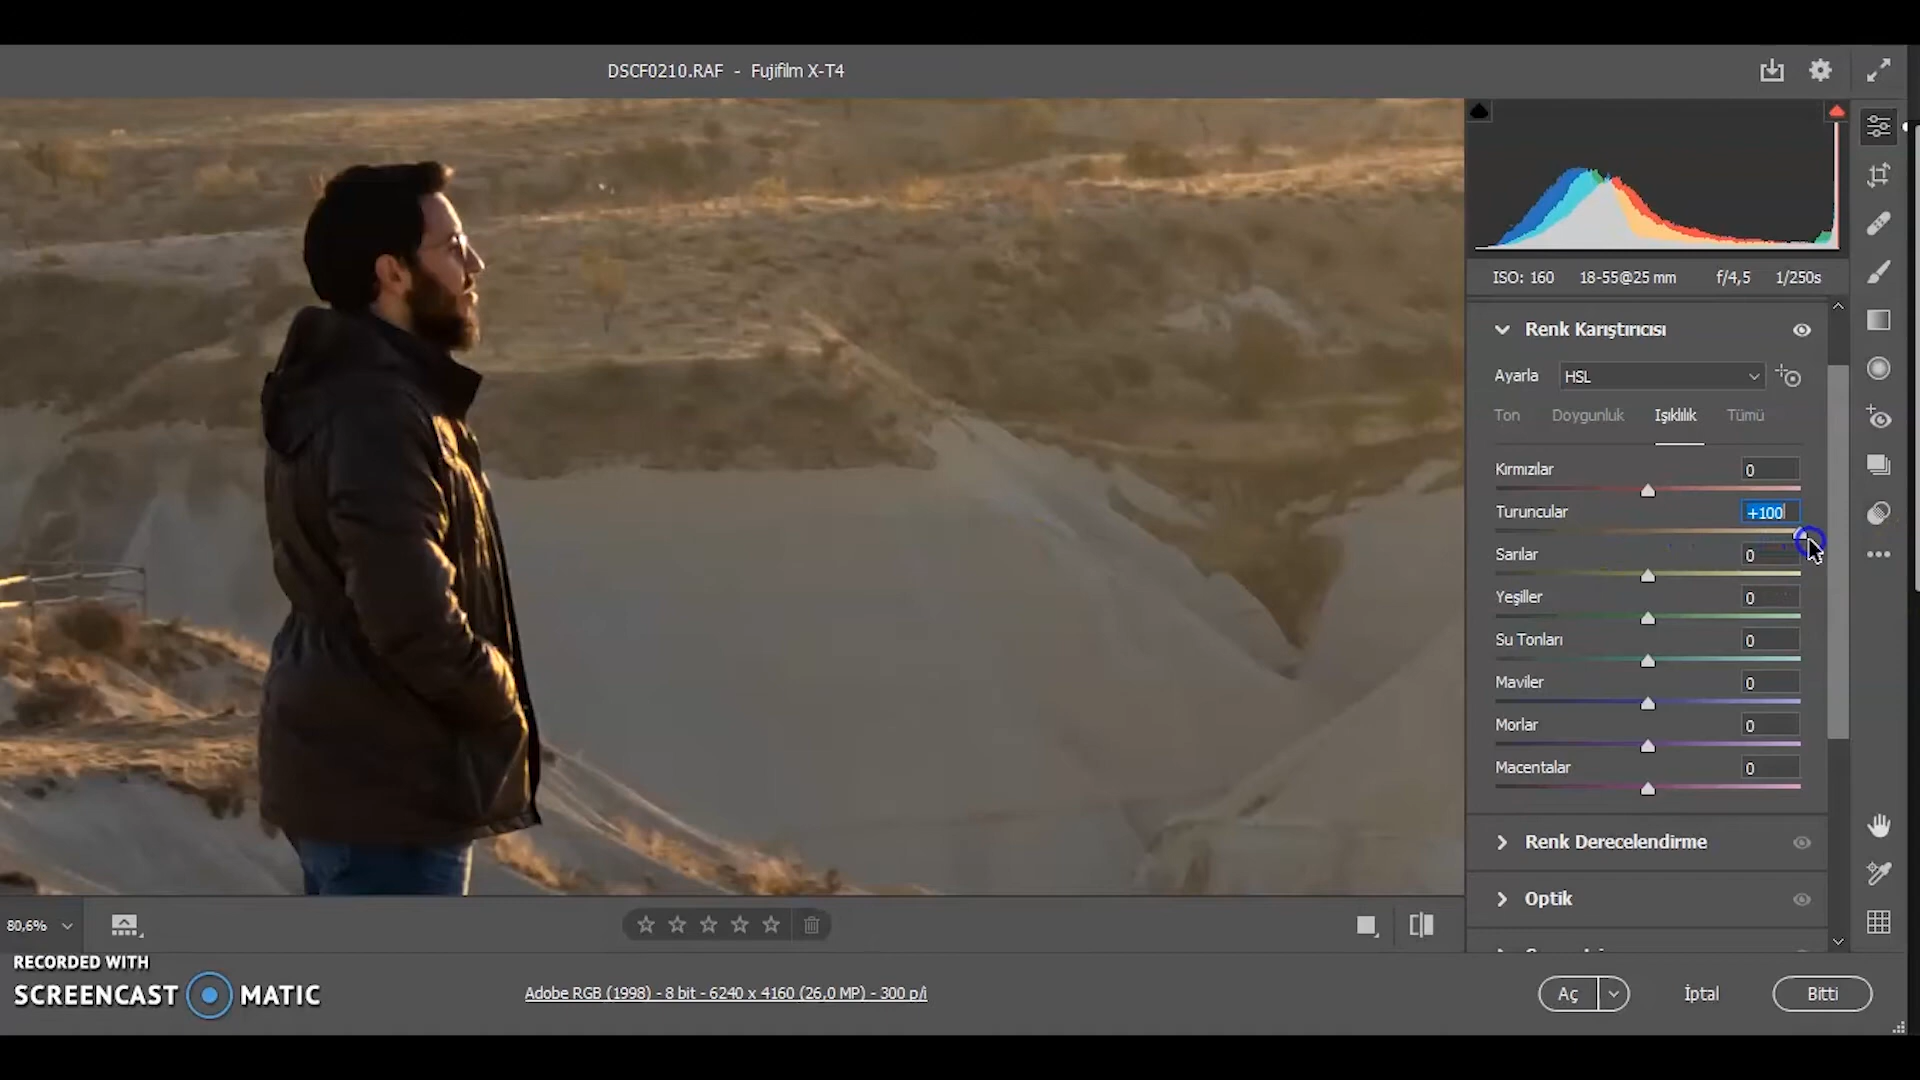 DSCF0210.RAF - Fujifilm X-T4
ISO: 160 18-55@25 mm f/4,5 1/250s
Renk Karıştırıcısı
Ayarla HSL
Ton Doygunluk Işıklılık Tümü
Kırmızılar 0
Turuncular +100
Sarılar 0
Yeşiller 0
Su Tonları 0
Maviler 0
Morlar 0
Macentalar 0
Renk Derecelendirme
Optik
80,6%
RECORDED WITH
SCREENCAST MATIC
Adobe RGB (1998) - 8 bit - 6240 x 4160 (26,0 MP) - 300 p/i
Aç İptal Bitti